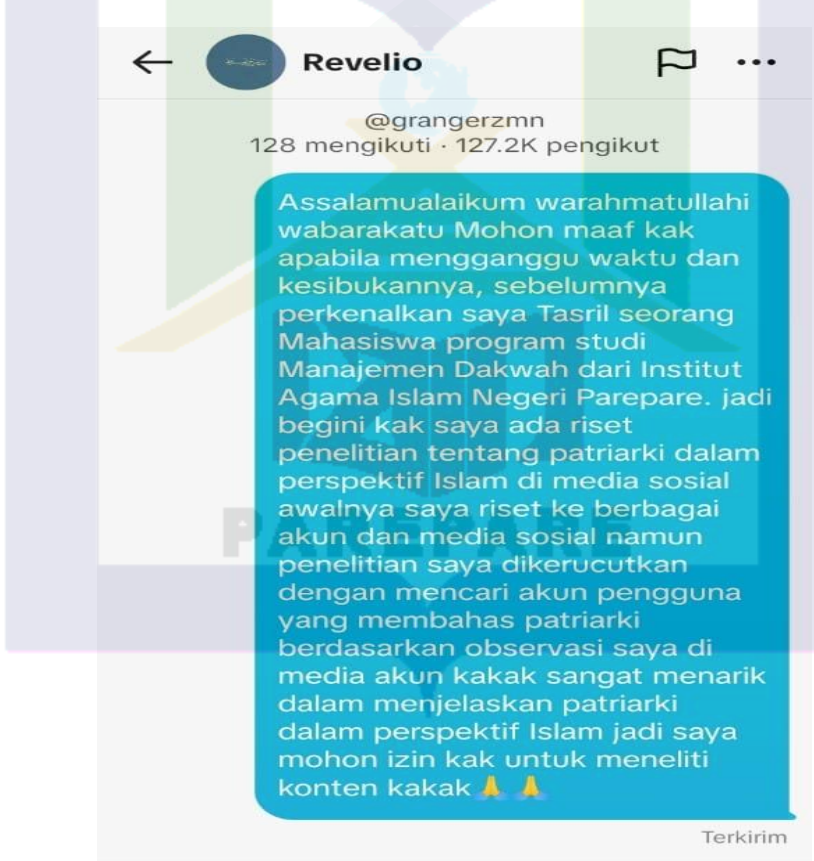 Revelio
@grangerzmn
128 mengikuti · 127.2K pengikut
Assalamualaikum warahmatullahi
wabarakatu Mohon maaf kak
apabila mengganggu waktu dan
kesibukannya, sebelumnya
perkenalkan saya Tasril seorang
Mahasiswa program studi
Manajemen Dakwah dari Institut
Agama Islam Negeri Parepare. jadi
begini kak saya ada riset
penelitian tentang patriarki dalam
perspektif Islam di media sosial
awalnya saya riset ke berbagai
akun dan media sosial namun
penelitian saya dikerucutkan
dengan mencari akun pengguna
yang membahas patriarki
berdasarkan observasi saya di
media akun kakak sangat menarik
dalam menjelaskan patriarki
dalam perspektif Islam jadi saya
mohon izin kak untuk meneliti
konten kakak🙏🙏
Terkirim
PAREPARE